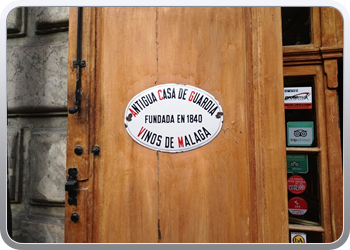 ANTIGUA CASA DE GUARDIA
FUNDADA EN 1840
VINOS DE MALAGA